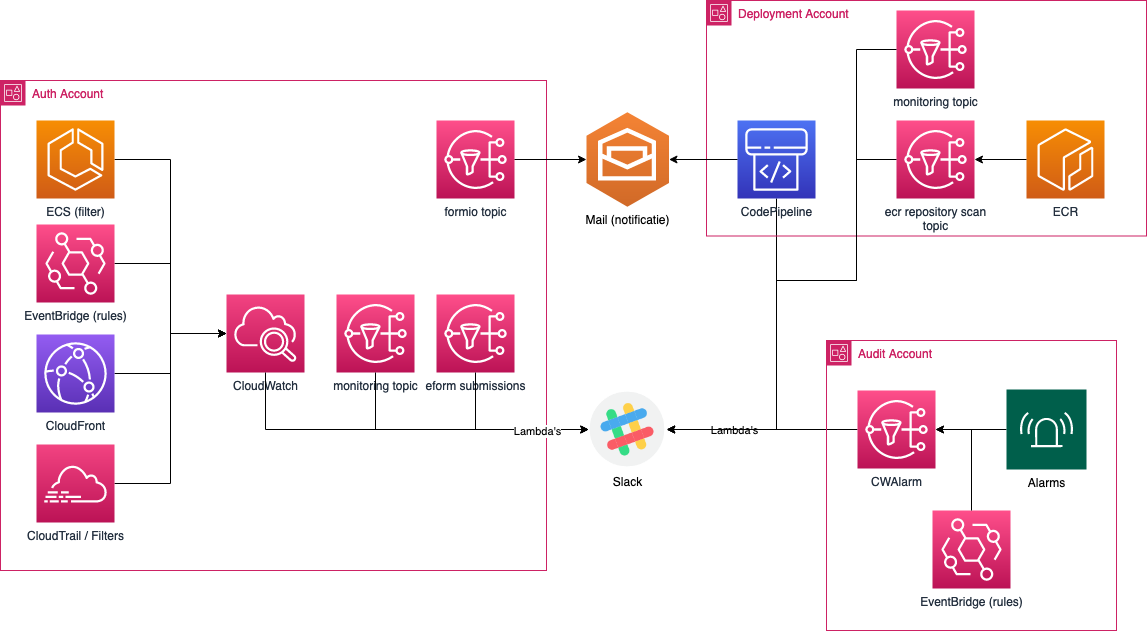 Deployment Account
monitoring topic
Auth Account
ECS (filter)
formio topic
Mail (notificatie)
CodePipeline
ecr repository scan
topic
ECR
EventBridge (rules)
CloudWatch
monitoring topic
eform submissions
Audit Account
CloudFront
Lambda's
Lambda's
Slack
CWAlarm
Alarms
CloudTrail / Filters
EventBridge (rules)